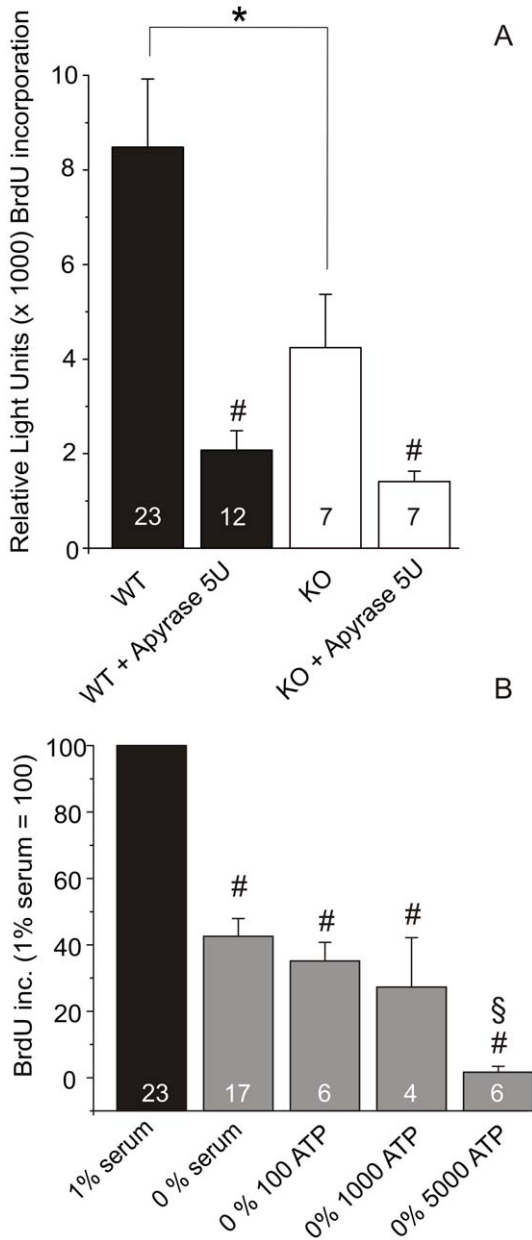 A
*
Relative Light Units (x 1000) BrdU incorporation
10
8
6
4
2
0
#
#
23
12
7
7
WT
WT + Apyrase 5U
KO
KO + Apyrase 5U
B
BrdU inc. (1% serum = 100)
100
80
60
40
20
0
#
#
#
§
#
23
17
6
4
6
1% serum
0 % serum
0 % 100 ATP
0% 1000 ATP
0% 5000 ATP